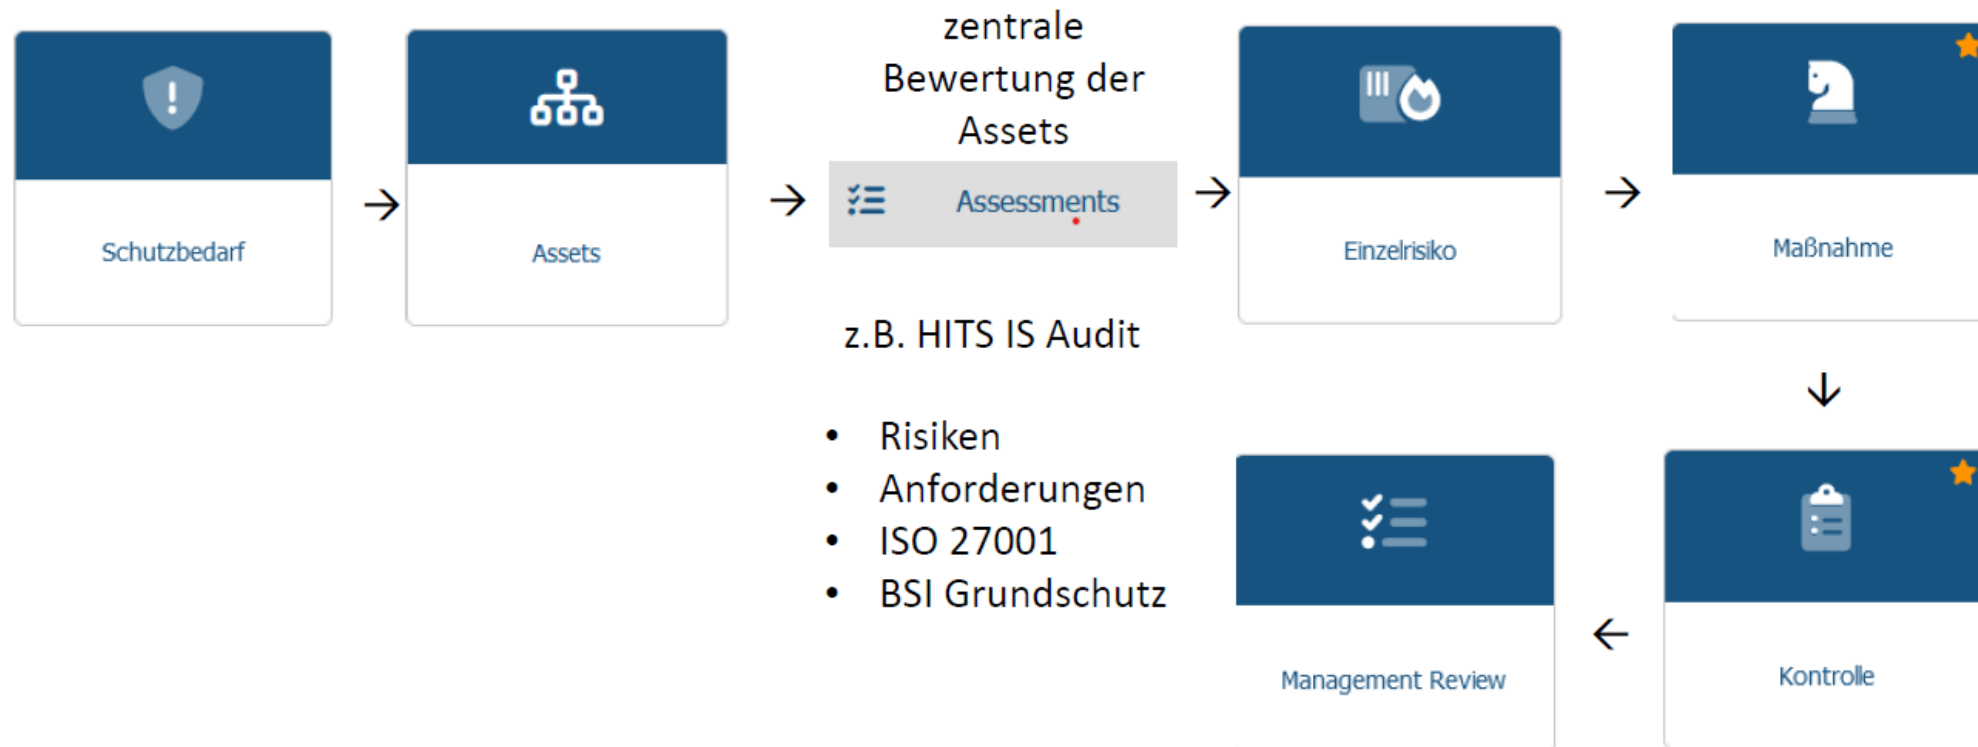 Schutzbedarf
Assets
zentrale
Bewertung der
Assets
Assessments
z.B. HITS IS Audit
• Risiken
• Anforderungen
• ISO 27001
• BSI Grundschutz
Einzelrisiko
Maßnahme
Kontrolle
Management Review